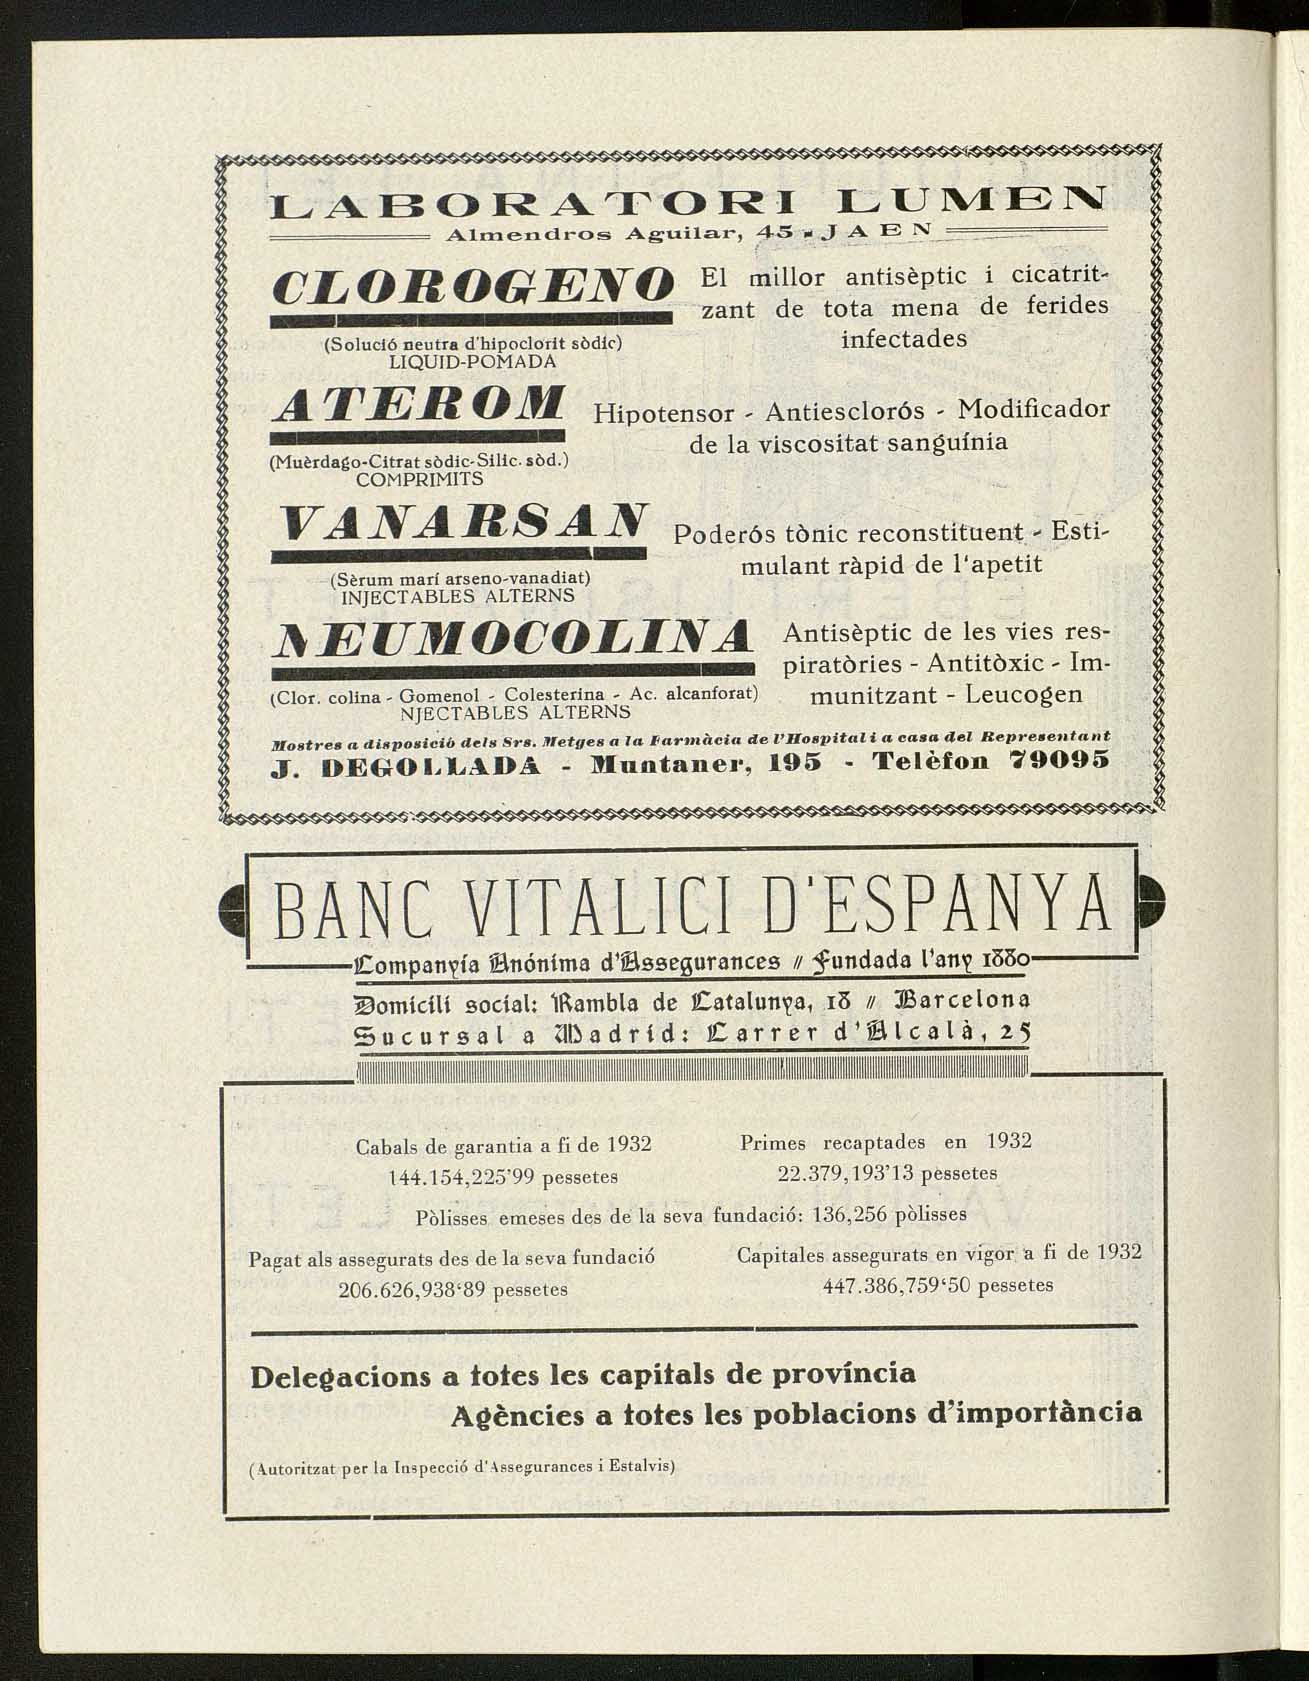 LABORATORI LUMEN
Almendros Aguilar, 45 - JAEN
CLOROGENO
El millor antisèptic i cicatrit-
zant de tota mena de ferides
infectades
(Solució neutra d'hipoclorit sòdic)
LIQUID-POMADA
ATEROM
Hipotensor - Antiesclorós - Modificador
de la viscositat sanguínia
(Muèrdago-Citrat sòdic-Silic. sòd.)
COMPRIMITS
VANARSAN
Poderós tònic reconstituent - Esti-
mulant ràpid de l'apetit
(Sèrum marí arseno-vanadiat)
INJECTABLES ALTERNS
NEUMOCOLINA
Antisèptic de les vies res-
piratòries - Antitòxic - Im-
munitzant - Leucogen
(Clor. colina - Gomenol - Colesterina - Ac. alcanforat)
NJECTABLES ALTERNS
Mostres a disposició dels Srs. Metges a la Farmàcia de l'Hospital i a casa del Representant
J. DEGOLLADA - Muntaner, 195 - Telèfon 79095
BANC VITALICI D'ESPANYA
Companyía Anónima d'Assegurances // Fundada l'any 1880
Domicili social: Rambla de Catalunya, 18 // Barcelona
Sucursal a Madrid: Carrer d'Alcalà, 25
Cabals de garantia a fi de 1932
144.154,225'99 pessetes
Primes recaptades en 1932
22.379,193'13 pessetes
Pòlisses emeses des de la seva fundació: 136,256 pòlisses
Pagat als assegurats des de la seva fundació
206.626,938'89 pessetes
Capitales assegurats en vigor a fi de 1932
447.386,759'50 pessetes
Delegacions a totes les capitals de província
Agències a totes les poblacions d'importància
(Autoritzat per la Inspecció d'Assegurances i Estalvis)